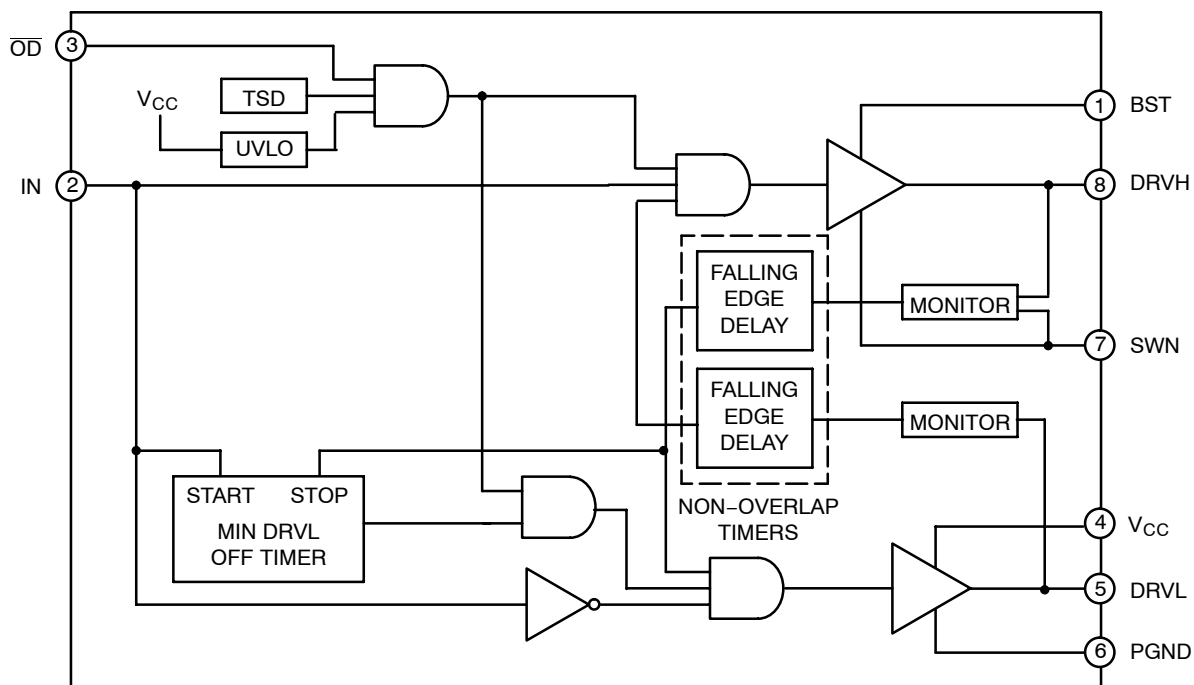 OD 3
TSD
VCC
UVLO
IN 2
1 BST
8 DRVH
FALLING
EDGE
DELAY
MONITOR
7 SWN
FALLING
EDGE
DELAY
MONITOR
START STOP
MIN DRVL
OFF TIMER
NON−OVERLAP
TIMERS
4 VCC
5 DRVL
6 PGND